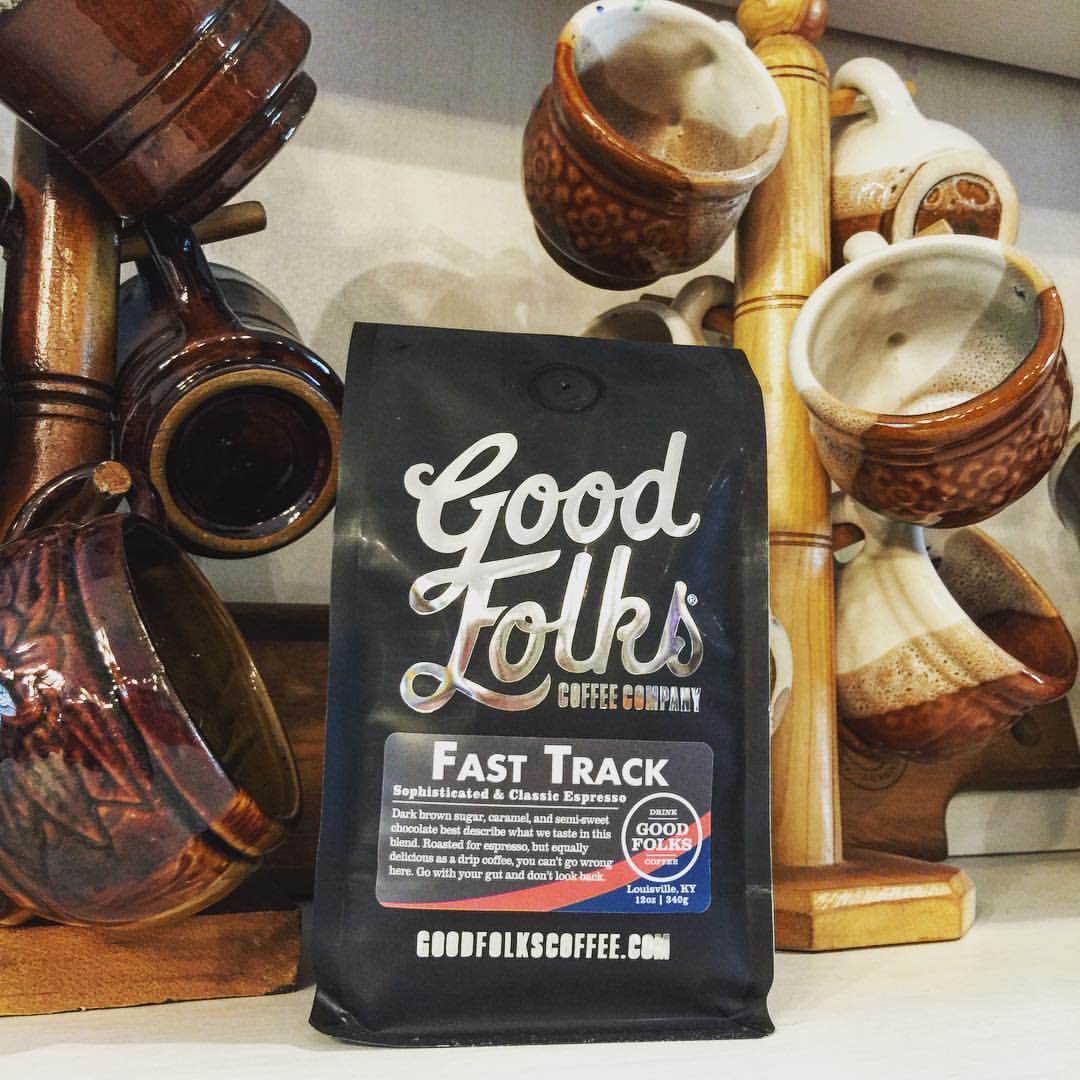 Good
Folks®
COFFEE COMPANY
FAST TRACK
Sophisticated & Classic Espresso
Dark brown sugar, caramel, and semi-sweet
chocolate best describe what we taste in this
blend. Roasted for espresso, but equally
delicious as a drip coffee, you can't go wrong
here. Go with your gut and don't look back.
DRINK
GOOD
FOLKS
COFFEE
Louisville, KY
12oz | 340g
GOODFOLKSCOFFEE.COM